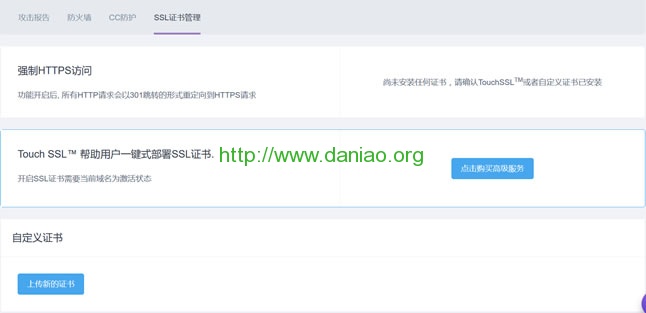 攻击报告 防火墙 CC防护 SSL证书管理
强制HTTPS访问
功能开启后, 所有HTTP请求会以301跳转的形式重定向到HTTPS请求
尚未安装任何证书，请确认TouchSSL™或者自定义证书已安装
Touch SSL™ 帮助用户一键式部署SSL证书.
http://www.daniao.org
开启SSL证书需要当前域名为激活状态
点击购买高级服务
自定义证书
上传新的证书